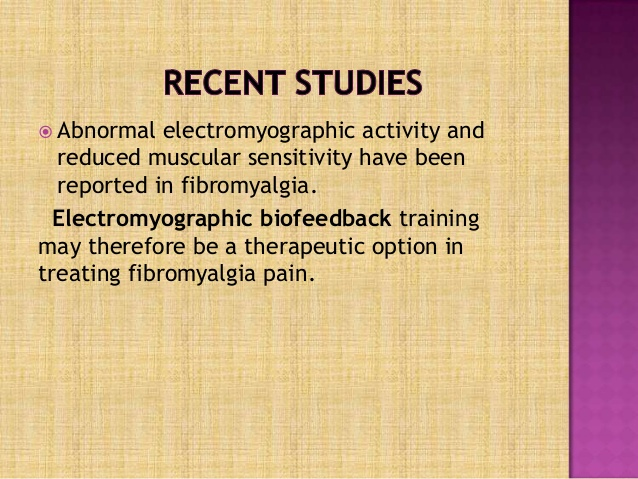 RECENT STUDIES
Abnormal electromyographic activity and
reduced muscular sensitivity have been
reported in fibromyalgia.
Electromyographic biofeedback training
may therefore be a therapeutic option in
treating fibromyalgia pain.